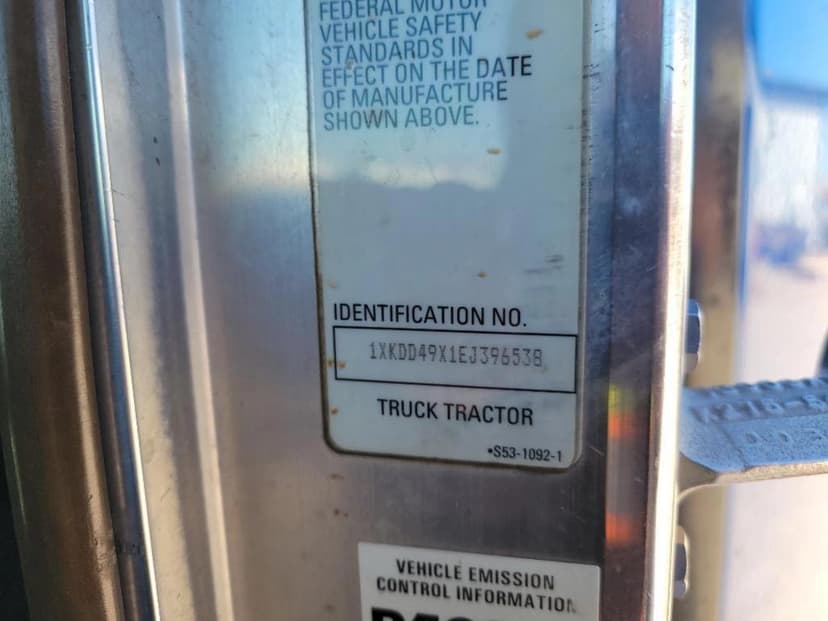 FEDERAL MOTOR
VEHICLE SAFETY
STANDARDS IN
EFFECT ON THE DATE
OF MANUFACTURE
SHOWN ABOVE.
IDENTIFICATION NO.
1XKDD49X1EJ396538
TRUCK TRACTOR
•S53-1092-1
VEHICLE EMISSION
CONTROL INFORMATION